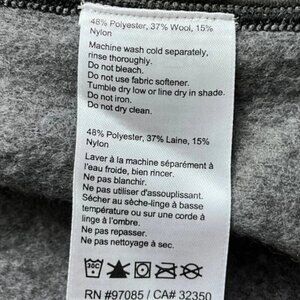 48% Polyester, 37% Wool, 15%
Nylon
Machine wash cold separately,
rinse thoroughly.
Do not bleach.
Do not use fabric softener.
Tumble dry low or line dry in shade.
Do not iron.
Do not dry clean.
48% Polyester, 37% Laine, 15%
Nylon
Laver à la machine séparément à
l'eau froide, bien rincer.
Ne pas blanchir.
Ne pas utiliser d'assouplissant.
Sécher au sèche-linge à basse
température ou sur une corde à
linge à l'ombre.
Ne pas repasser.
Ne pas nettoyage à sec.
30C
RN #97085 / CA# 32350